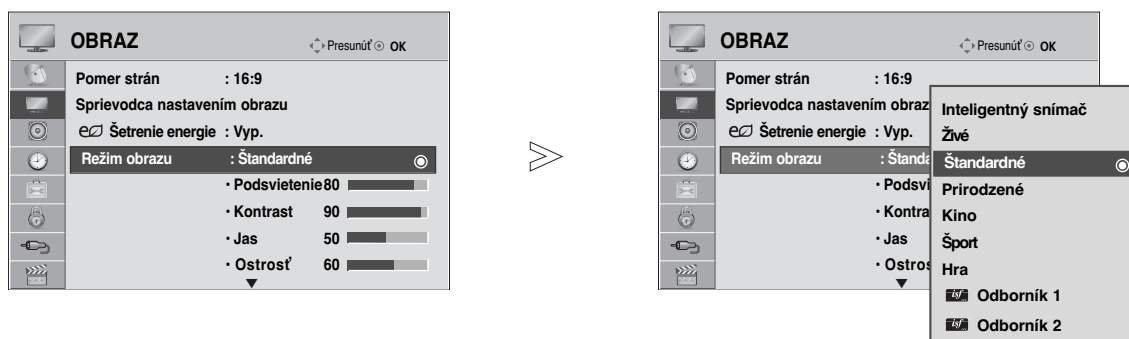 OBRAZ
Presunúť OK
Pomer strán : 16:9
Sprievodca nastavením obrazu
e Šetrenie energie : Vyp.
Režim obrazu : Štandardné
• Podsvietenie 80
• Kontrast 90
• Jas 50
• Ostrosť 60
OBRAZ
Presunúť OK
Pomer strán : 16:9
Sprievodca nastavením obraz
e Šetrenie energie : Vyp.
Režim obrazu : Štanda
• Podsvi
• Kontra
• Jas
• Ostros
Inteligentný snímač
Živé
Štandardné
Prirodzené
Kino
Šport
Hra
isf Odborník 1
isf Odborník 2